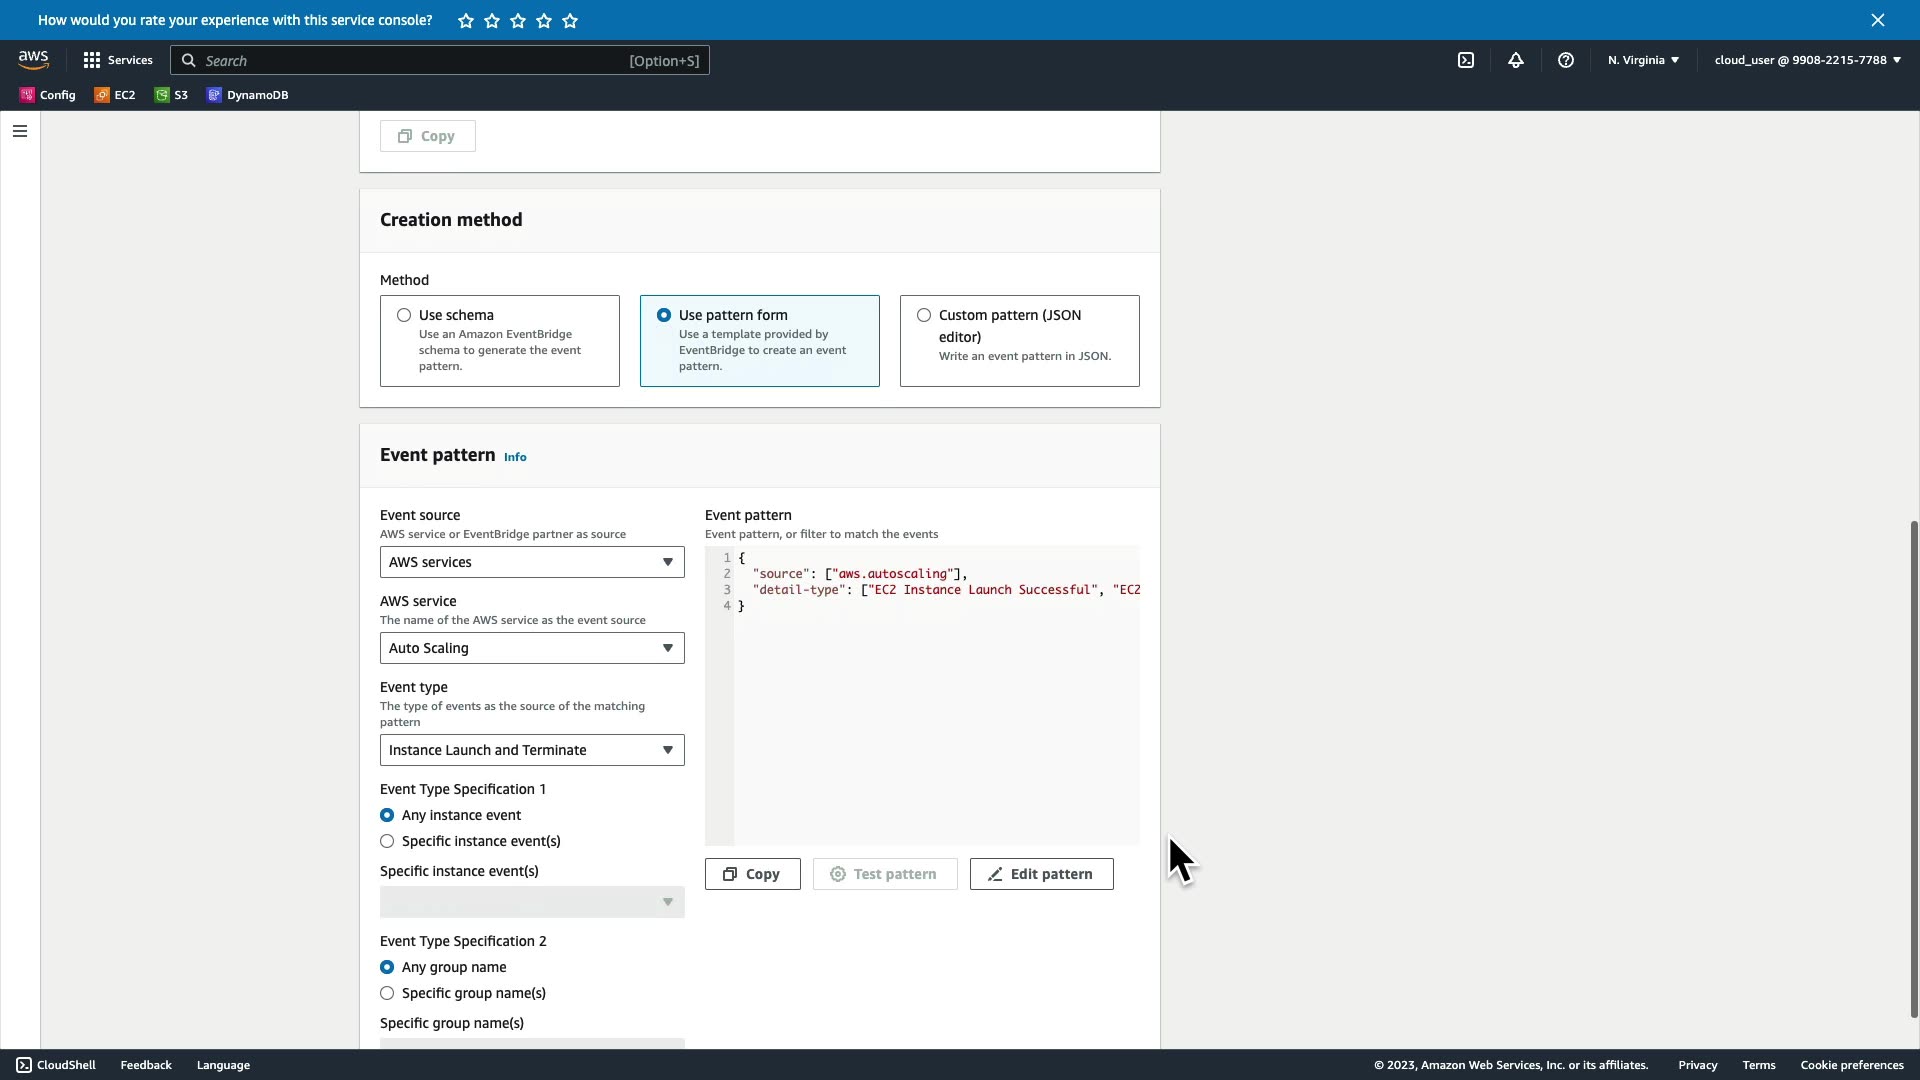 How would you rate your experience with this service console?
aws
Services
Search
[Option+S]
N. Virginia
cloud_user @ 9908-2215-7788
Config
EC2
S3
DynamoDB
Copy
Creation method
Method
Use schema
Use an Amazon EventBridge
schema to generate the event
pattern.
Use pattern form
Use a template provided by
EventBridge to create an event
pattern.
Custom pattern (JSON
editor)
Write an event pattern in JSON.
Event pattern Info
Event source
AWS service or EventBridge partner as source
AWS services
AWS service
The name of the AWS service as the event source
Auto Scaling
Event type
The type of events as the source of the matching
pattern
Instance Launch and Terminate
Event Type Specification 1
Any instance event
Specific instance event(s)
Specific instance event(s)
Event Type Specification 2
Any group name
Specific group name(s)
Specific group name(s)
Event pattern
Event pattern, or filter to match the events
1 {
2 "source": ["aws.autoscaling"],
3 "detail-type": ["EC2 Instance Launch Successful", "EC2
4 }
Copy
Test pattern
Edit pattern
CloudShell
Feedback
Language
© 2023, Amazon Web Services, Inc. or its affiliates.
Privacy
Terms
Cookie preferences